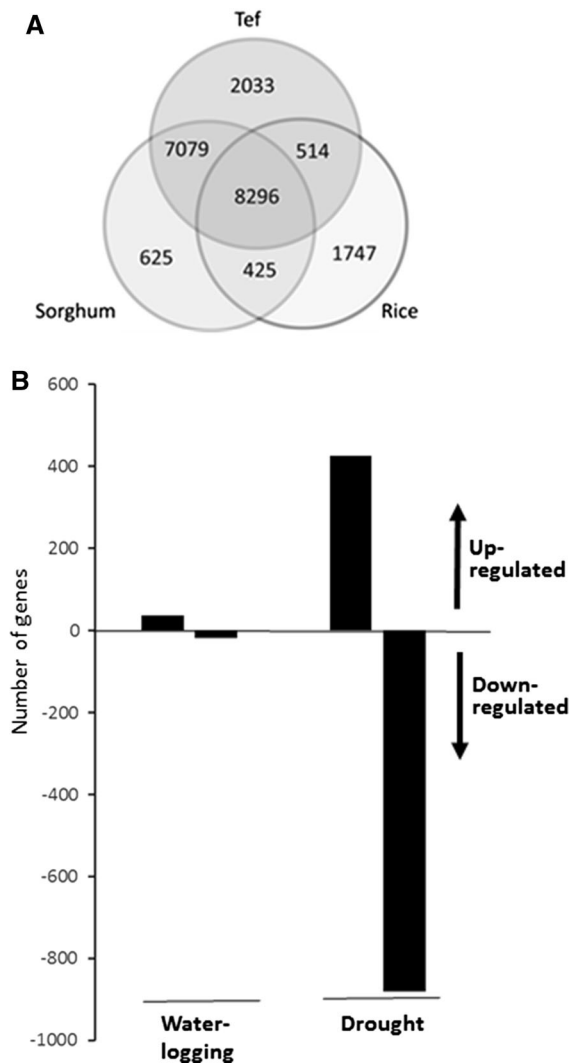 A
Tef
2033
7079
514
8296
625
425
1747
Sorghum
Rice
B
600
400
200
0
-200
-400
-600
-800
-1000
Number of genes
Up-
regulated
Down-
regulated
Water-
logging
Drought